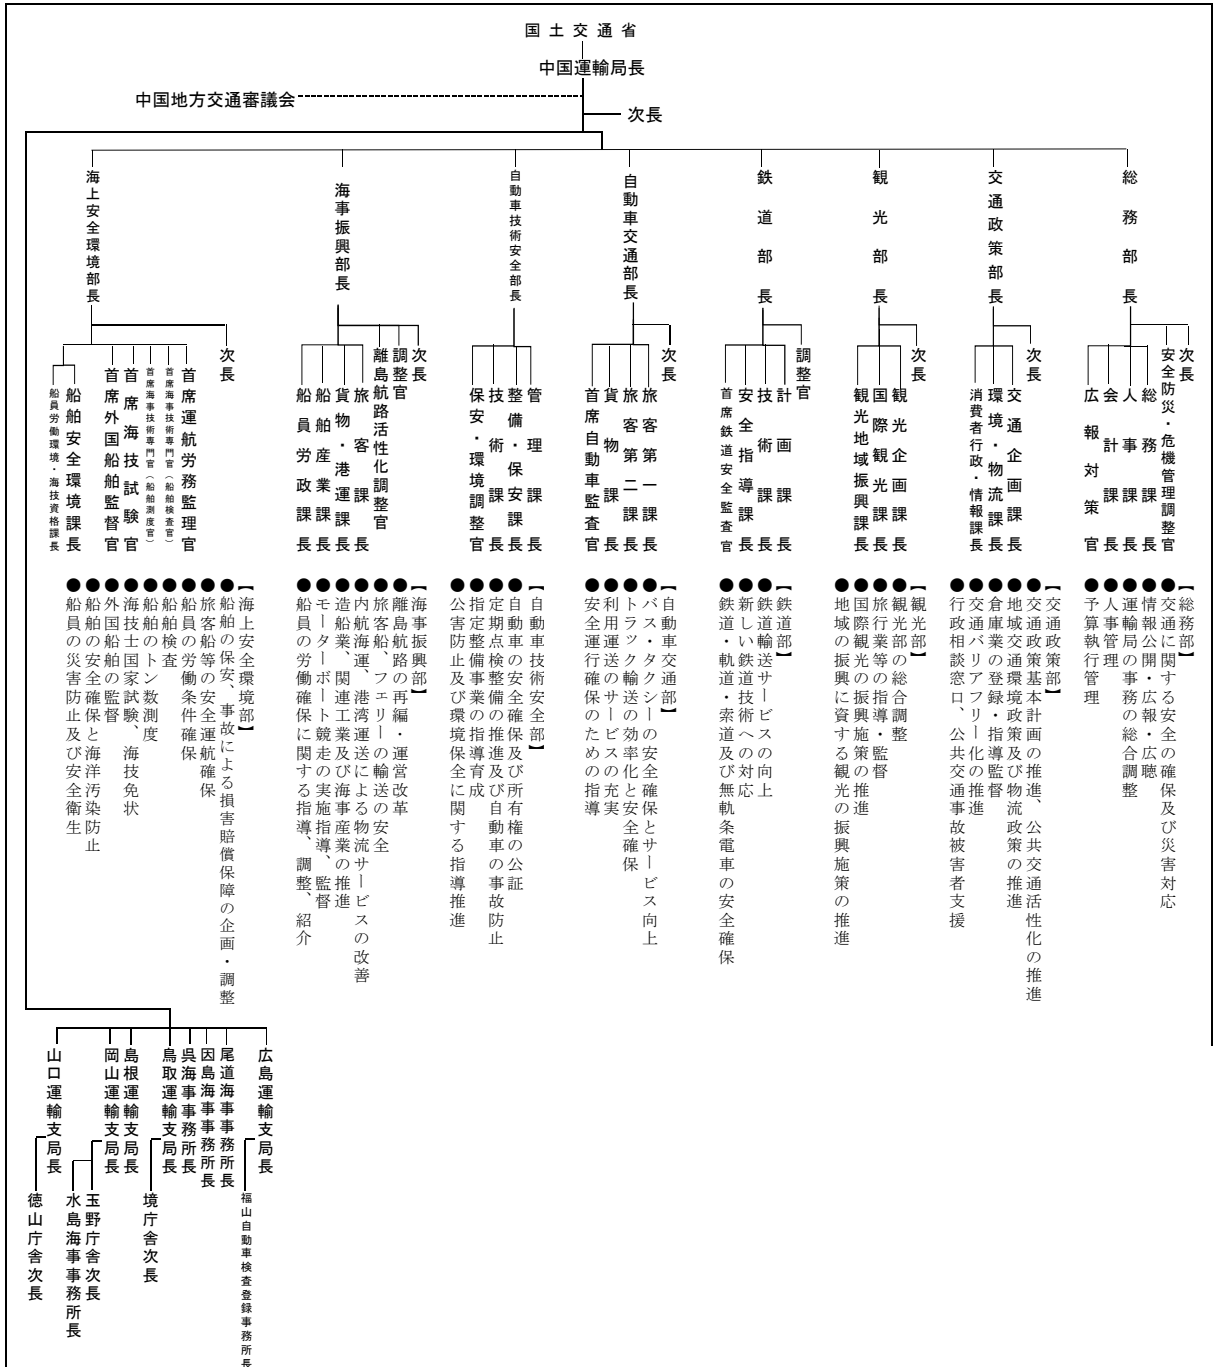 国土交通省
中国運輸局長
中国地方交通審議会
次長
総務部長
次長
安全防災・危機管理調整官
総務課長
人事課長
会計課長
広報対策官
【総務部】
●交通に関する安全の確保及び災害対応
●情報公開・広報・広聴
●運輸局の事務の総合調整
●人事管理
●予算執行管理
交通政策部長
次長
交通企画課長
環境・物流課長
消費者行政・情報課長
【交通政策部】
●交通政策基本計画の推進、公共交通活性化の推進
●地域交通環境政策及び物流政策の推進
●倉庫業の登録・指導監督
●交通バリアフリー化の推進
●行政相談窓口、公共交通事故被害者支援
観光部長
次長
観光企画課長
国際観光課長
観光地域振興課長
【観光部】
●観光部の総合調整
●旅行業等の指導・監督
●国際観光の振興施策の推進
●地域の振興に資する観光の振興施策の推進
鉄道部長
調整官
計画課長
技術課長
安全指導課長
首席鉄道安全監査官
【鉄道部】
●鉄道輸送サービスの向上
●新しい鉄道技術への対応
●鉄道・軌道・索道及び無軌条電車の安全確保
自動車交通部長
次長
旅客第一課長
旅客第二課長
貨物課長
首席自動車監査官
【自動車交通部】
●バス・タクシーの安全確保とサービス向上
●トラック輸送の効率化と安全確保
●利用運送のサービスの充実
●安全運行確保のための指導
自動車技術安全部長
管理課長
整備・保安課長
技術課長
保安・環境調整官
【自動車技術安全部】
●自動車の安全確保及び所有権の公証
●定期点検整備の推進及び自動車の事故防止
●指定整備事業の指導育成
●公害防止及び環境保全に関する指導推進
海事振興部長
次長
調整官
離島航路活性化調整官
旅客課長
貨物・港運課長
船舶産業課長
船員労政課長
【海事振興部】
●離島航路の再編・運営改革
●旅客船、フェリーの輸送の安全
●内航海運、港湾運送による物流サービスの改善
●造船業、関連工業及び海事産業の推進
●モーターボート競走の実施指導、監督
●船員の労働確保に関する指導、調整、紹介
海上安全環境部長
次長
首席運航労務監理官
首席海事技術専門官（船舶検査官）
首席海事技術専門官（船舶測度官）
首席海技試験官
首席外国船舶監督官
船舶安全環境課長
船員労働環境・海技資格課長
【海上安全環境部】
●船舶の保安、事故による損害賠償保障の企画・調整
●旅客船等の安全運航確保
●船員の労働条件確保
●船舶検査
●船舶のトン数測度
●海技士国家試験、海技免状
●外国船舶の監督
●船舶の安全確保と海洋汚染防止
●船員の災害防止及び安全衛生
広島運輸支局長
福山自動車検査登録事務所長
尾道海事事務所長
因島海事事務所長
呉海事事務所長
鳥取運輸支局長
境庁舎次長
島根運輸支局長
岡山運輸支局長
玉野庁舎次長
水島海事事務所長
山口運輸支局長
徳山庁舎次長